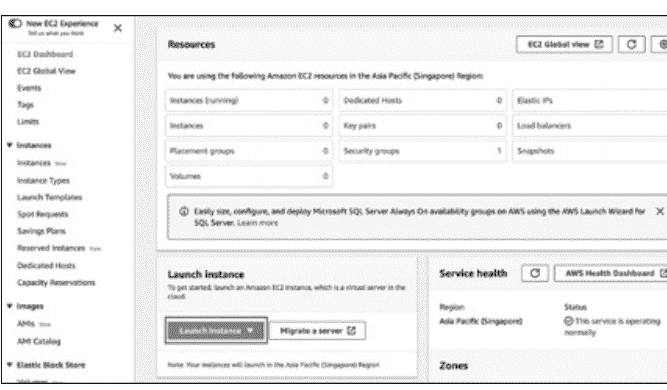 New EC2 Experience
Tell us what you think
EC2 Dashboard
EC2 Global View
Events
Tags
Limits
Instances
Instances New
Instance Types
Launch Templates
Spot Requests
Savings Plans
Reserved Instances New
Dedicated Hosts
Capacity Reservations
Images
AMIs New
AMI Catalog
Elastic Block Store
Volumes New
Resources
EC2 Global view
You are using the following Amazon EC2 resources in the Asia Pacific (Singapore) Region:
Instances (running) 0 Dedicated Hosts 0 Elastic IPs
Instances 0 Key pairs 0 Load balancers
Placement groups 0 Security groups 1 Snapshots
Volumes 0
Easily size, configure, and deploy Microsoft SQL Server Always On availability groups on AWS using the AWS Launch Wizard for
SQL Server. Learn more
Launch instance
To get started, launch an Amazon EC2 instance, which is a virtual server in the
cloud.
Launch instance
Migrate a server
Note: Your instances will launch in the Asia Pacific (Singapore) Region
Service health
AWS Health Dashboard
Region Status
Asia Pacific (Singapore) This service is operating
normally
Zones